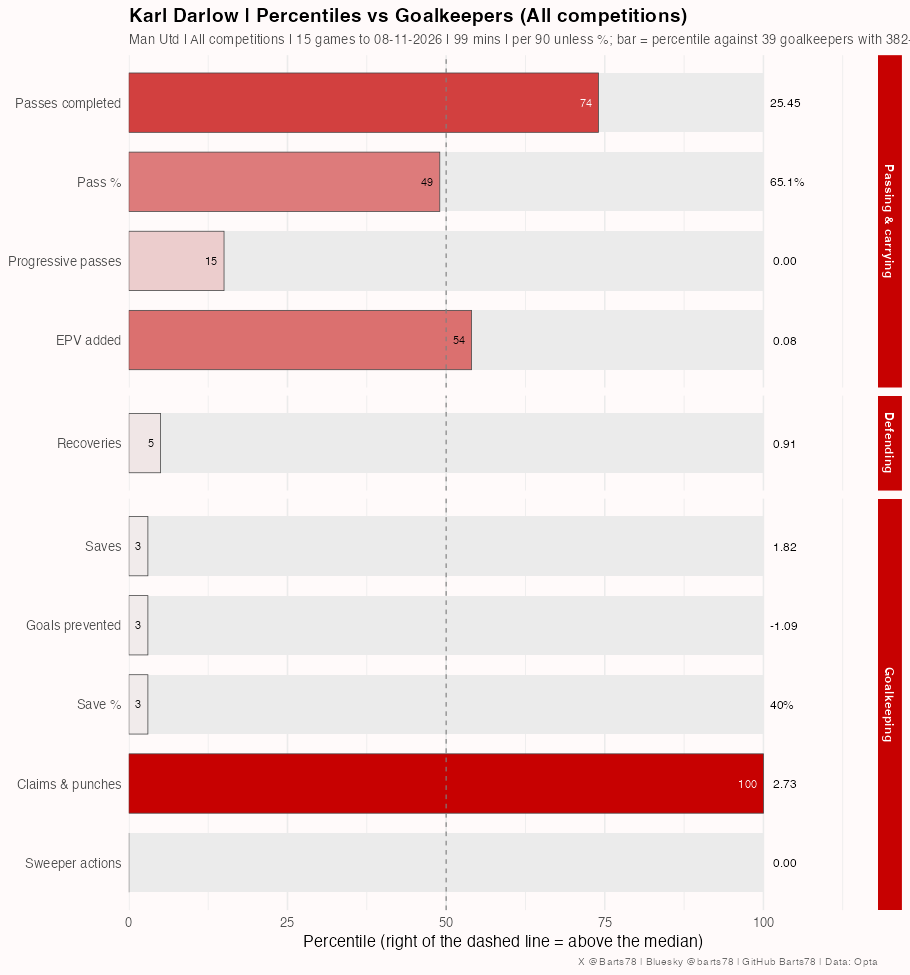 Karl Darlow | Percentiles vs Goalkeepers (All competitions)
Man Utd | All competitions | 15 games to 08-11-2026 | 99 mins | per 90 unless %; bar = percentile against 39 goalkeepers with 382-
Passes completed 74 25.45
Pass % 49 65.1%
Progressive passes 15 0.00
EPV added 54 0.08
Passing & carrying
Recoveries 5 0.91
Defending
Saves 3 1.82
Goals prevented 3 -1.09
Save % 3 40%
Claims & punches 100 2.73
Sweeper actions 0.00
Goalkeeping
0 25 50 75 100
Percentile (right of the dashed line = above the median)
X @Barts78 | Bluesky @barts78 | GitHub Barts78 | Data: Opta